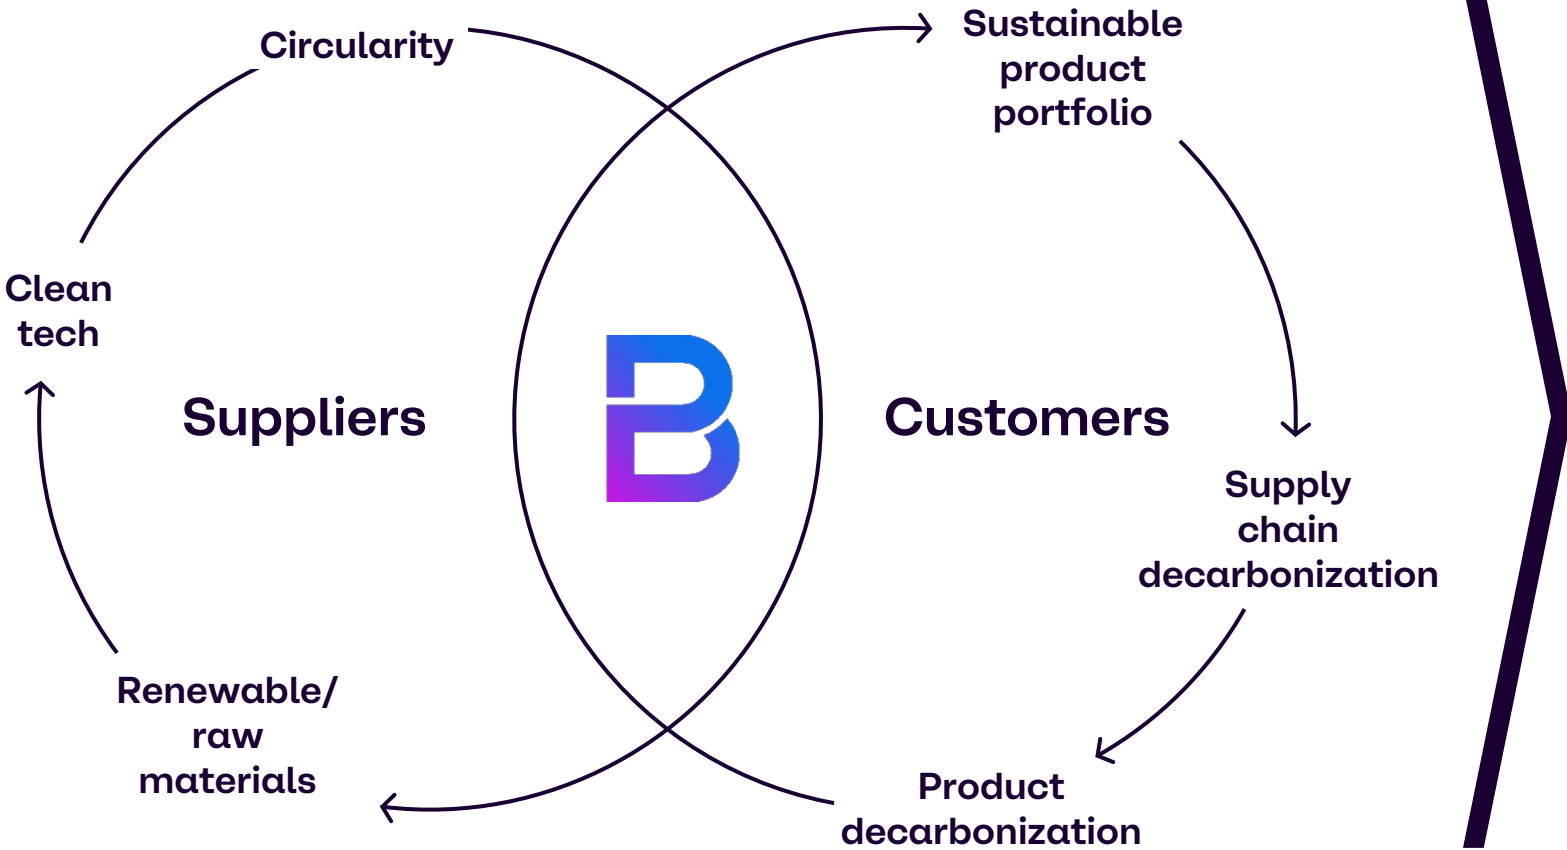 Circularity
Sustainable
product
portfolio
Clean
tech
Suppliers
B
Customers
Supply
chain
decarbonization
Renewable/
raw
materials
Product
decarbonization